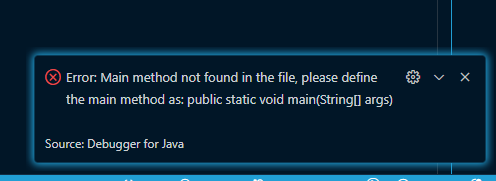 Error: Main method not found in the file, please define
the main method as: public static void main(String[] args)
Source: Debugger for Java